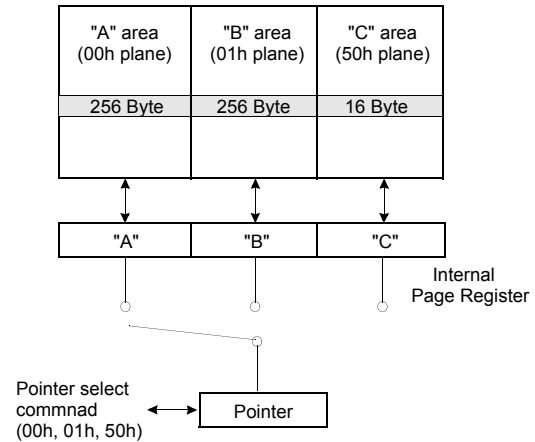 "A" area
(00h plane)
"B" area
(01h plane)
"C" area
(50h plane)
256 Byte
256 Byte
16 Byte
"A"
"B"
"C"
Internal
Page Register
Pointer select
commnad
(00h, 01h, 50h)
Pointer